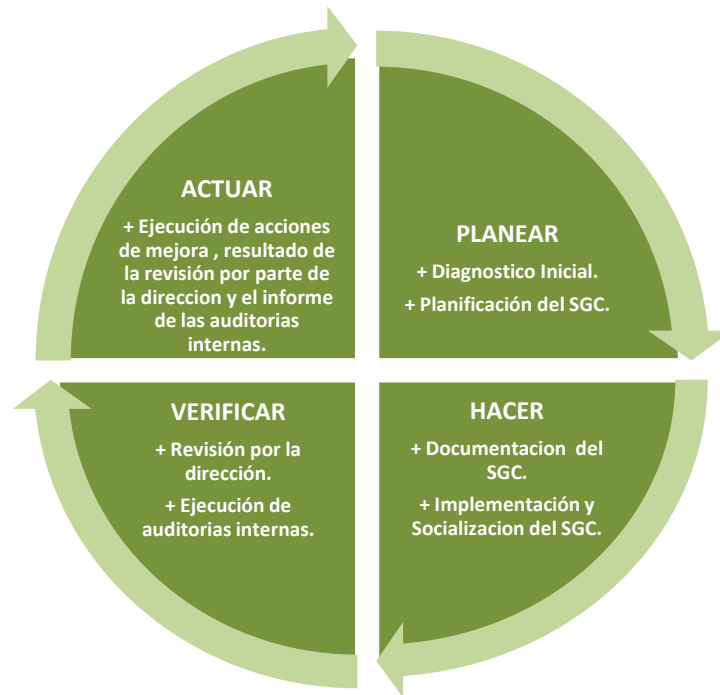 ACTUAR
+ Ejecución de acciones
de mejora , resultado de
la revisión por parte de
la direccion y el informe
de las auditorias
internas.
PLANEAR
+ Diagnostico Inicial.
+ Planificación del SGC.
VERIFICAR
+ Revisión por la
dirección.
+ Ejecución de
auditorias internas.
HACER
+ Documentacion del
SGC.
+ Implementación y
Socializacion del SGC.